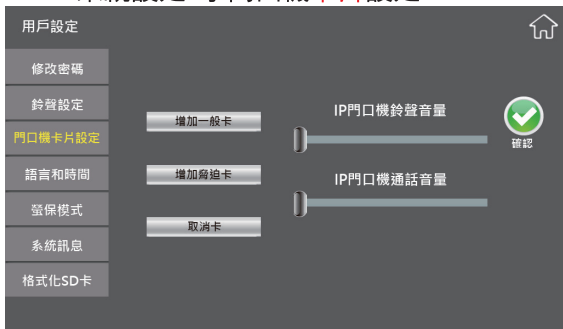 用戶設定
修改密碼
鈴聲設定
門口機卡片設定
語言和時間
螢保模式
系統訊息
格式化SD卡
增加一般卡
增加脅迫卡
取消卡
IP門口機鈴聲音量
IP門口機通話音量
確認